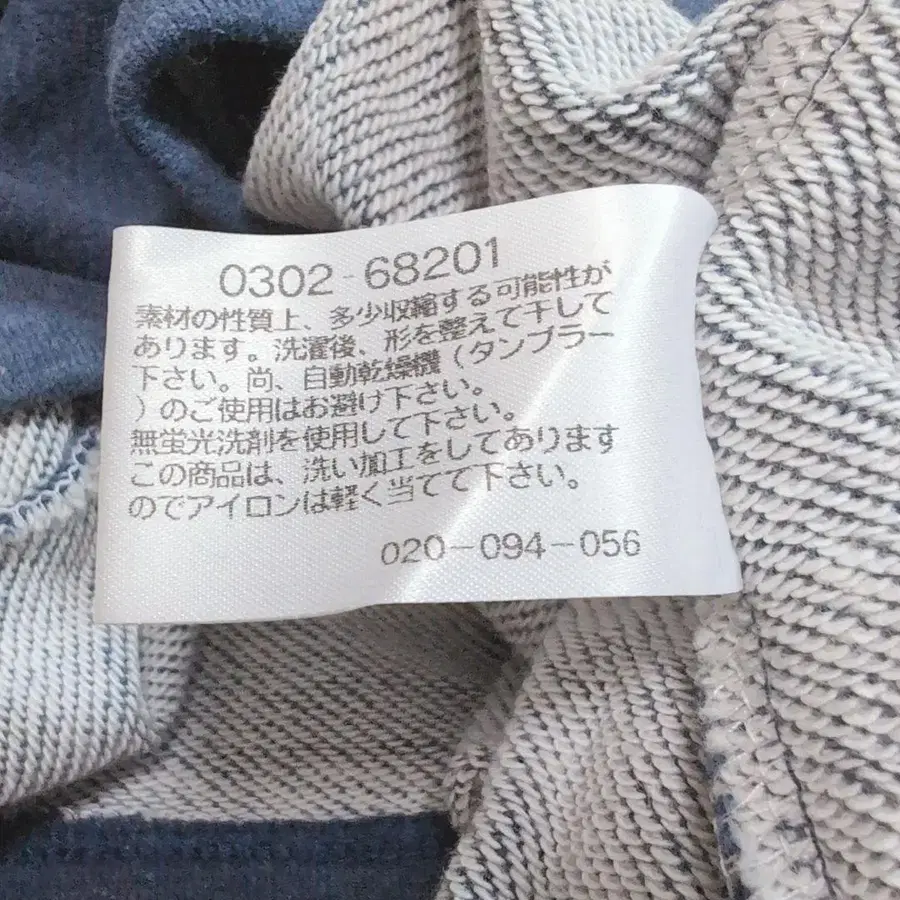 0302-68201
素材の性質上、多少収縮する可能性が
あります。洗濯後、形を整えて干して
下さい。尚、自動乾燥機(タンブラー
)のご使用はお避け下さい。
無蛍光洗剤を使用して下さい。
この商品は、洗い加工をしてあります
のでアイロンは軽く当てて下さい。
020-094-056